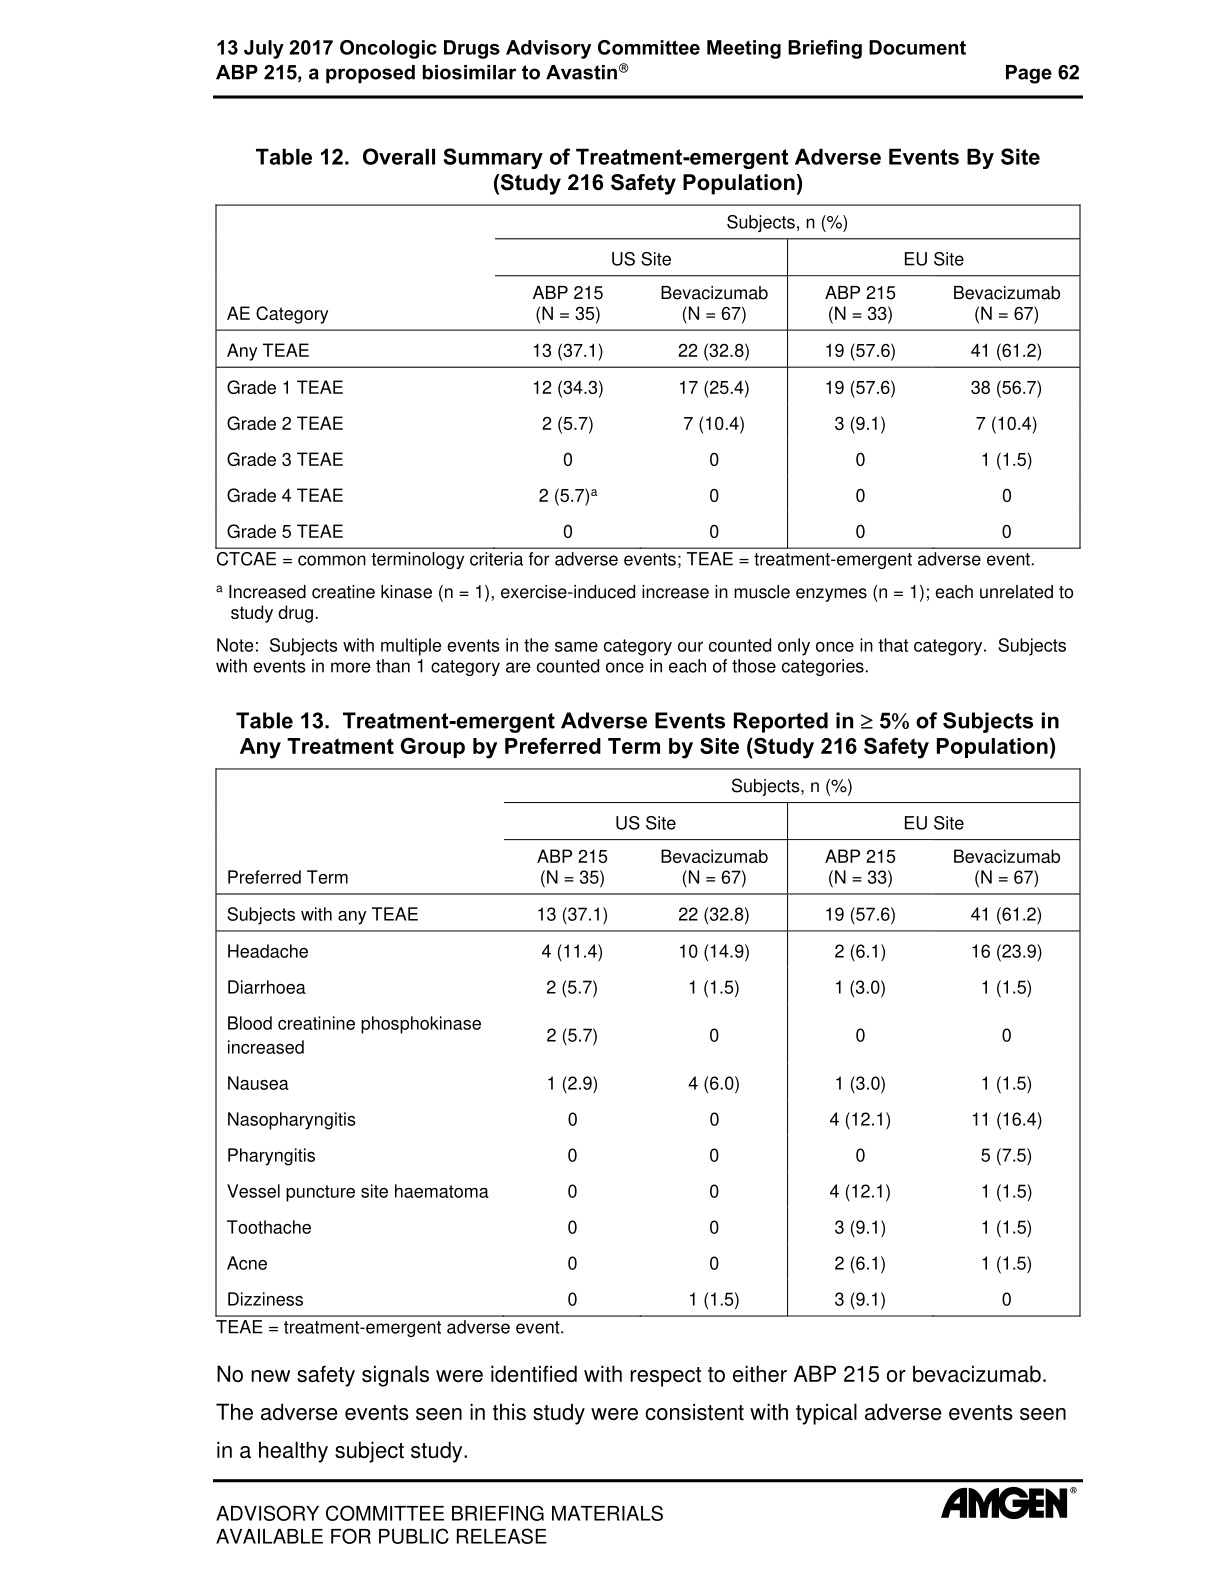 13 July 2017 Oncologic Drugs Advisory Committee Meeting Briefing Document
ABP 215, a proposed biosimilar to Avastin® Page 62
Table 12. Overall Summary of Treatment-emergent Adverse Events By Site
(Study 216 Safety Population)
Subjects, n (%)
US Site EU Site
ABP 215 Bevacizumab ABP 215 Bevacizumab
AE Category (N = 35) (N = 67) (N = 33) (N = 67)
Any TEAE 13 (37.1) 22 (32.8) 19 (57.6) 41 (61.2)
Grade 1 TEAE 12 (34.3) 17 (25.4) 19 (57.6) 38 (56.7)
Grade 2 TEAE 2 (5.7) 7 (10.4) 3 (9.1) 7 (10.4)
Grade 3 TEAE 0 0 0 1 (1.5)
Grade 4 TEAE 2 (5.7)ᵃ 0 0 0
Grade 5 TEAE 0 0 0 0
CTCAE = common terminology criteria for adverse events; TEAE = treatment-emergent adverse event.
ᵃ Increased creatine kinase (n = 1), exercise-induced increase in muscle enzymes (n = 1); each unrelated to
study drug.
Note: Subjects with multiple events in the same category our counted only once in that category. Subjects
with events in more than 1 category are counted once in each of those categories.
Table 13. Treatment-emergent Adverse Events Reported in ≥ 5% of Subjects in
Any Treatment Group by Preferred Term by Site (Study 216 Safety Population)
Subjects, n (%)
US Site EU Site
ABP 215 Bevacizumab ABP 215 Bevacizumab
Preferred Term (N = 35) (N = 67) (N = 33) (N = 67)
Subjects with any TEAE 13 (37.1) 22 (32.8) 19 (57.6) 41 (61.2)
Headache 4 (11.4) 10 (14.9) 2 (6.1) 16 (23.9)
Diarrhoea 2 (5.7) 1 (1.5) 1 (3.0) 1 (1.5)
Blood creatinine phosphokinase
increased 2 (5.7) 0 0 0
Nausea 1 (2.9) 4 (6.0) 1 (3.0) 1 (1.5)
Nasopharyngitis 0 0 4 (12.1) 11 (16.4)
Pharyngitis 0 0 0 5 (7.5)
Vessel puncture site haematoma 0 0 4 (12.1) 1 (1.5)
Toothache 0 0 3 (9.1) 1 (1.5)
Acne 0 0 2 (6.1) 1 (1.5)
Dizziness 0 1 (1.5) 3 (9.1) 0
TEAE = treatment-emergent adverse event.
No new safety signals were identified with respect to either ABP 215 or bevacizumab.
The adverse events seen in this study were consistent with typical adverse events seen
in a healthy subject study.
ADVISORY COMMITTEE BRIEFING MATERIALS
AVAILABLE FOR PUBLIC RELEASE
AMGEN®